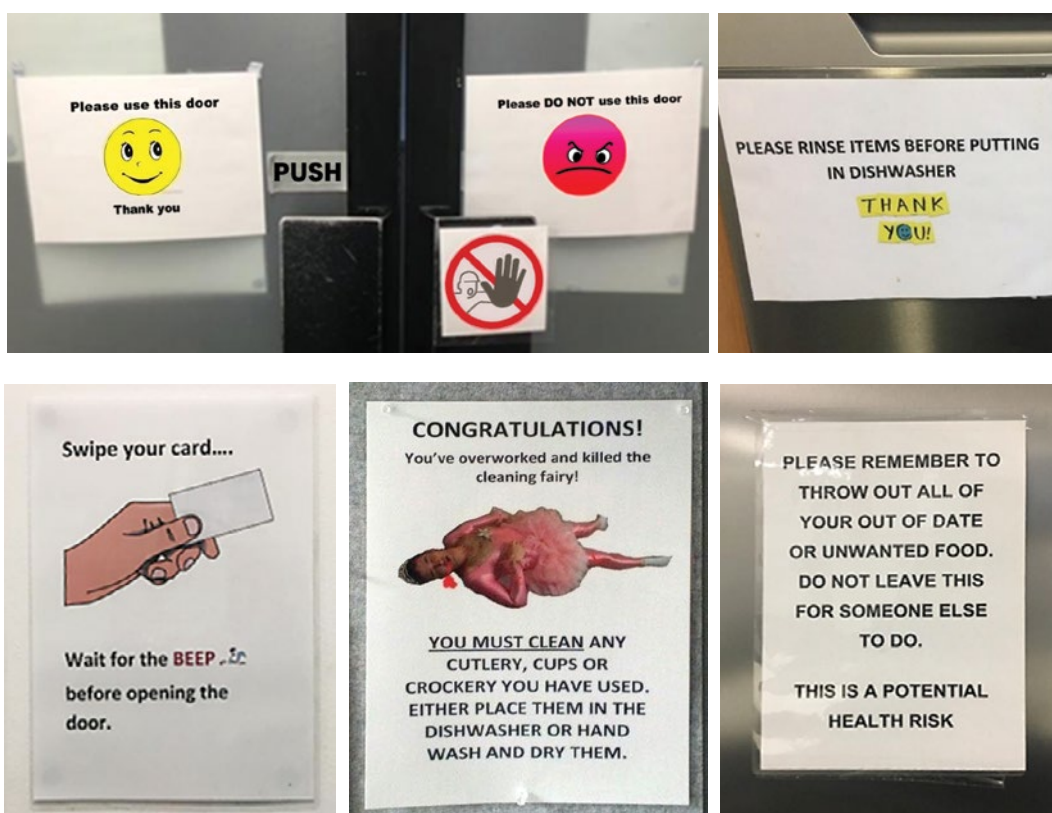 Please use this door
Thank you
PUSH
Please DO NOT use this door
PLEASE RINSE ITEMS BEFORE PUTTING
IN DISHWASHER
THANK
YOU!
Swipe your card....
Wait for the BEEP
before opening the
door.
CONGRATULATIONS!
You've overworked and killed the
cleaning fairy!
YOU MUST CLEAN ANY
CUTLERY, CUPS OR
CROCKERY YOU HAVE USED.
EITHER PLACE THEM IN THE
DISHWASHER OR HAND
WASH AND DRY THEM.
PLEASE REMEMBER TO
THROW OUT ALL OF
YOUR OUT OF DATE
OR UNWANTED FOOD.
DO NOT LEAVE THIS
FOR SOMEONE ELSE
TO DO.
THIS IS A POTENTIAL
HEALTH RISK